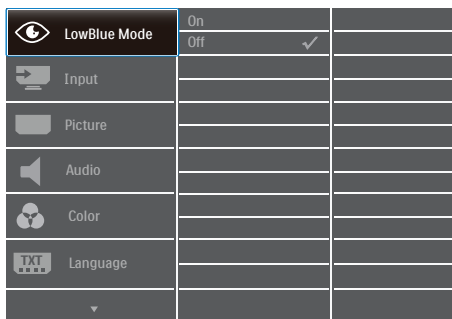 LowBlue Mode
On
Off
Input
Picture
Audio
Color
TXT
Language